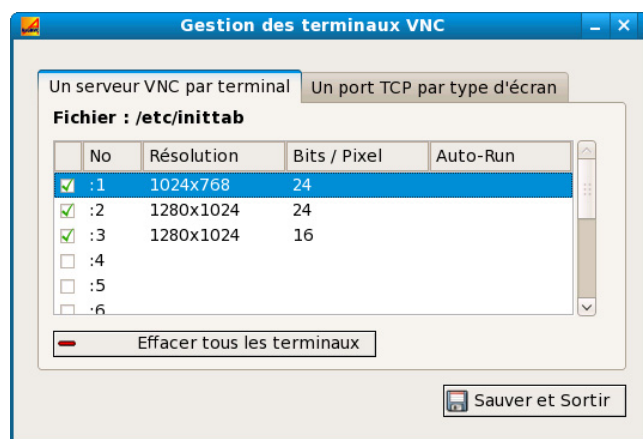 Gestion des terminaux VNC
Un serveur VNC par terminal Un port TCP par type d'écran
Fichier : /etc/inittab
No Résolution Bits / Pixel Auto-Run
:1 1024x768 24
:2 1280x1024 24
:3 1280x1024 16
:4
:5
:6
Effacer tous les terminaux
Sauver et Sortir